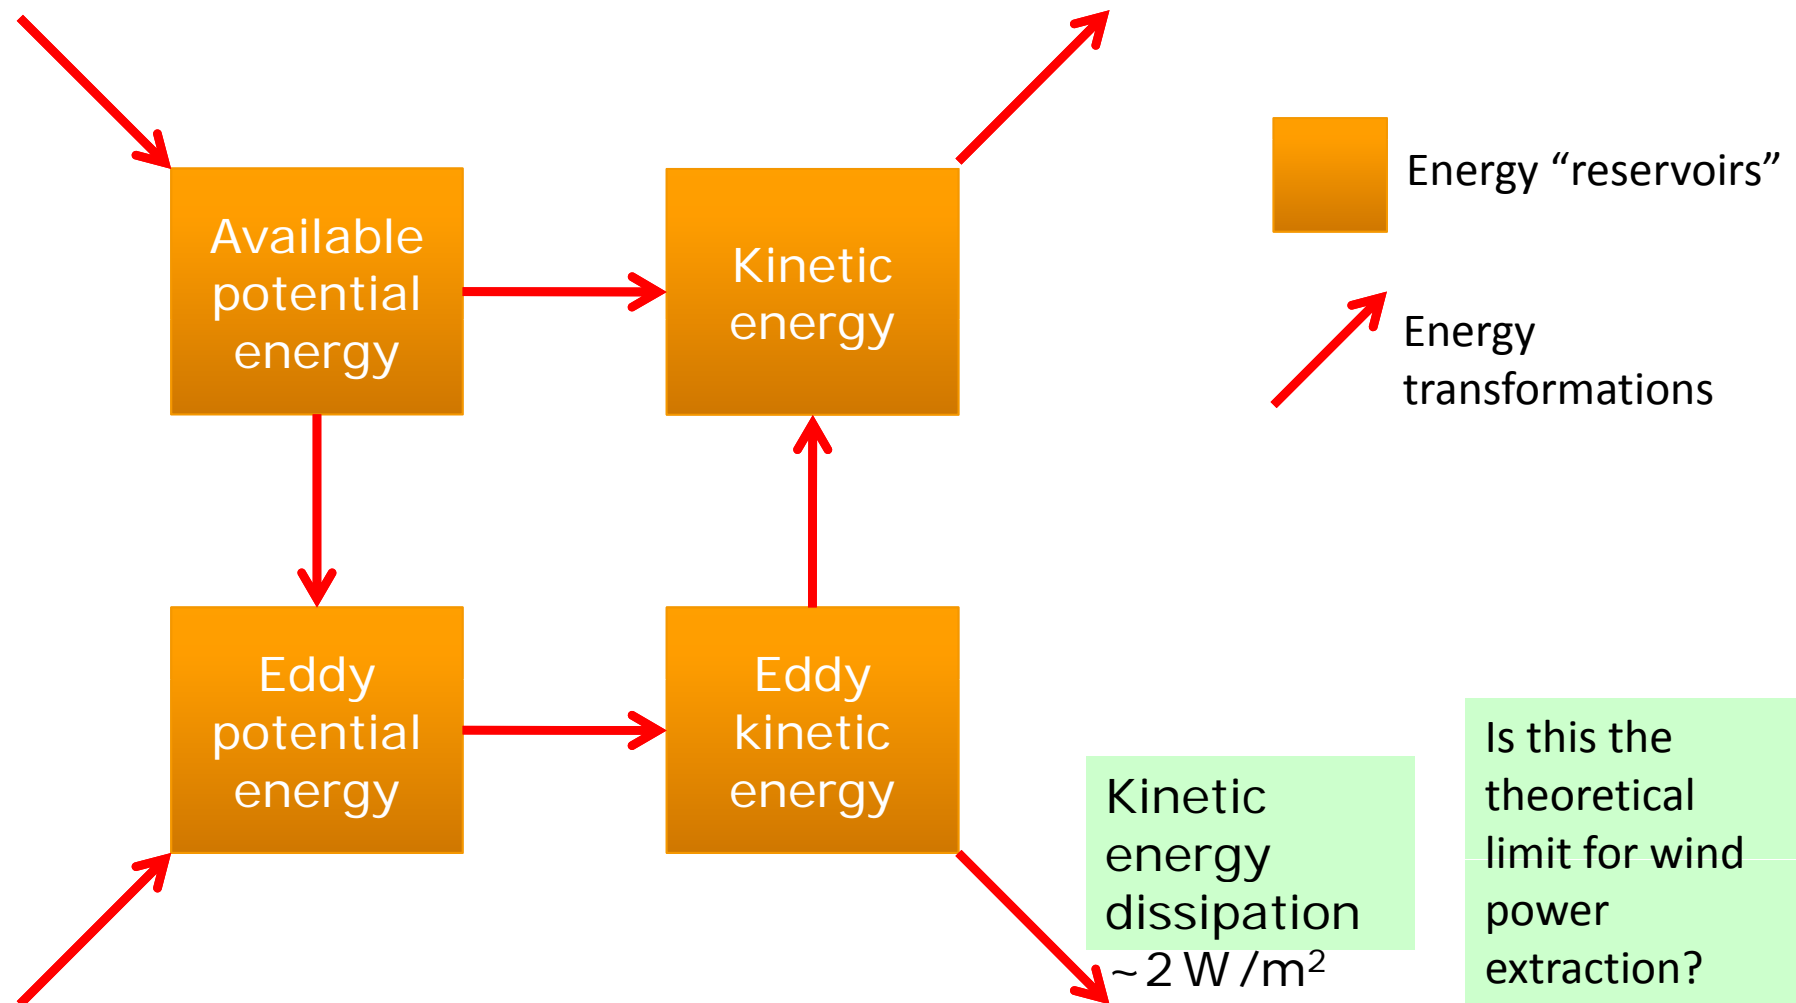 Available
potential
energy
Kinetic
energy
Energy “reservoirs”
Energy
transformations
Eddy
potential
energy
Eddy
kinetic
energy
Kinetic
energy
dissipation
~2 W/m²
Is this the
theoretical
limit for wind
power
extraction?